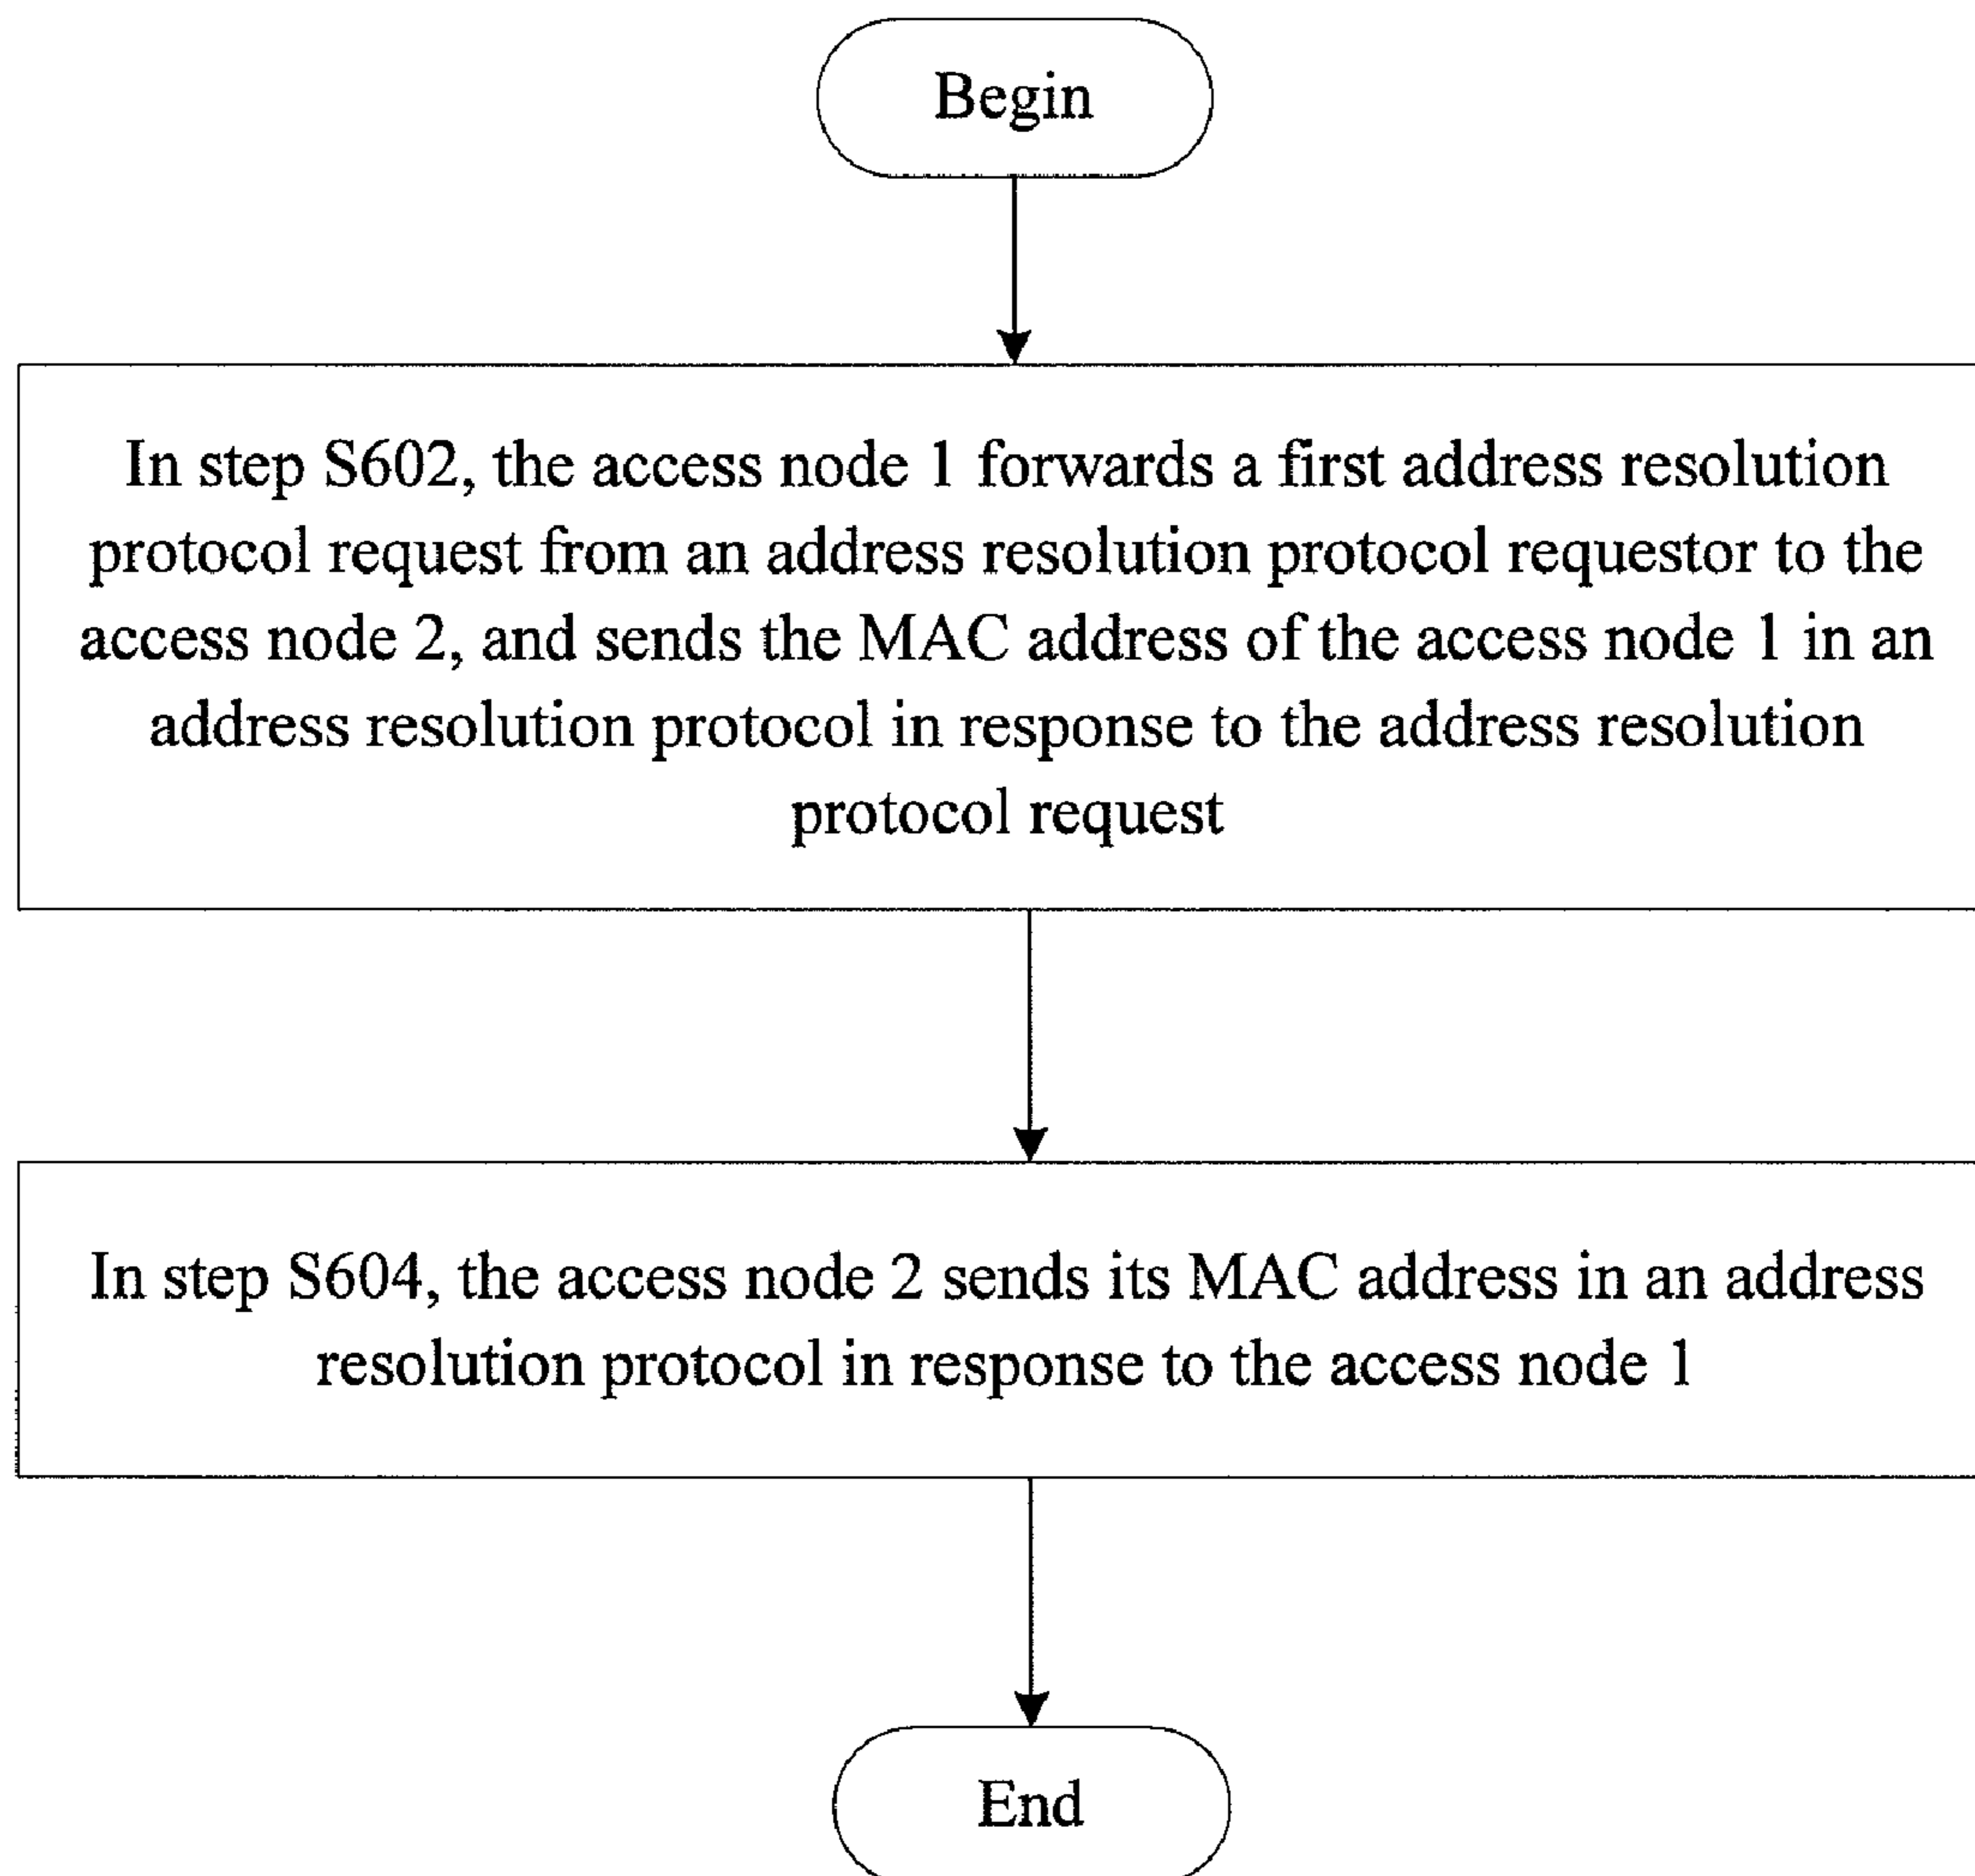 Begin
In step S602, the access node 1 forwards a first address resolution
protocol request from an address resolution protocol requestor to the
access node 2, and sends the MAC address of the access node 1 in an
address resolution protocol in response to the address resolution
protocol request
In step S604, the access node 2 sends its MAC address in an address
resolution protocol in response to the access node 1
End